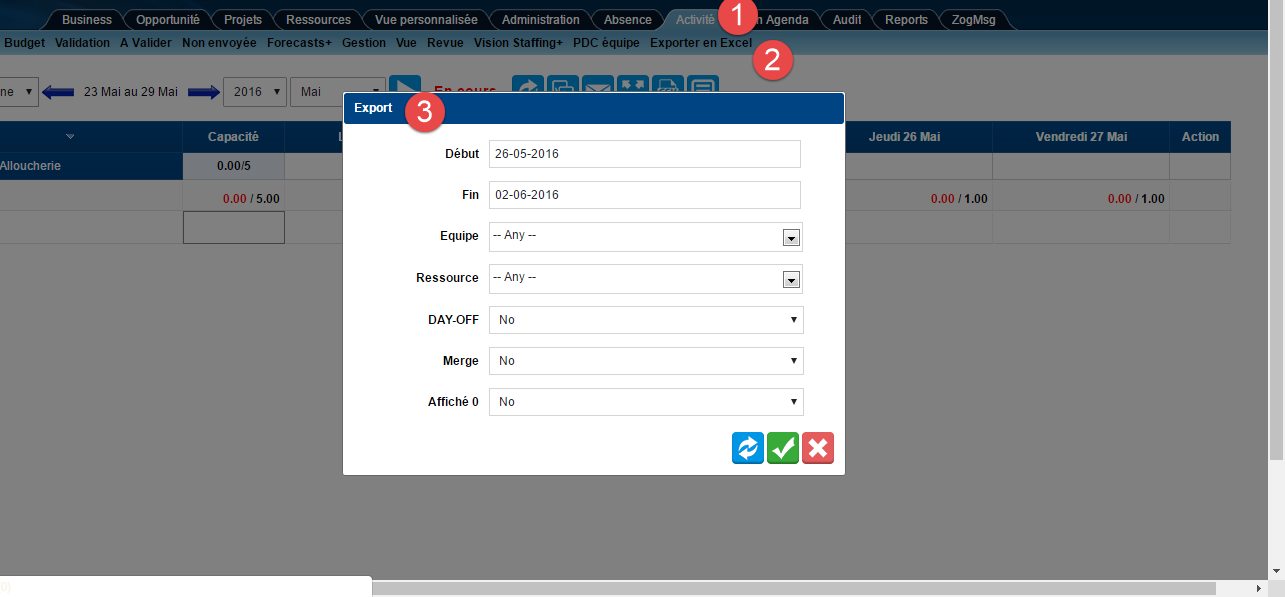 Business Opportunité Projets Ressources Vue personnalisée Administration Absence Activité 1 Agenda Audit Reports ZogMsg
Budget Validation A Valider Non envoyée Forecasts+ Gestion Vue Revue Vision Staffing+ PDC équipe Exporter en Excel
2
ne 23 Mai au 29 Mai 2016 Mai En cours
Export 3
Capacité Jeudi 26 Mai Vendredi 27 Mai Action
Début 26-05-2016
Alloucherie 0.00/5
Fin 02-06-2016
0.00 / 5.00 0.00 / 1.00 0.00 / 1.00
Equipe -- Any --
Ressource -- Any --
DAY-OFF No
Merge No
Affiché 0 No